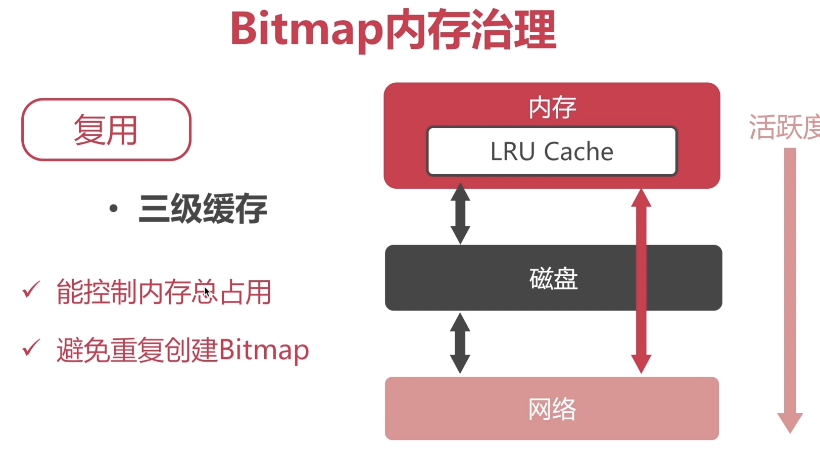 Bitmap内存治理
复用
• 三级缓存
✓ 能控制内存总占用
✓ 避免重复创建Bitmap
内存
LRU Cache
磁盘
网络
活跃度